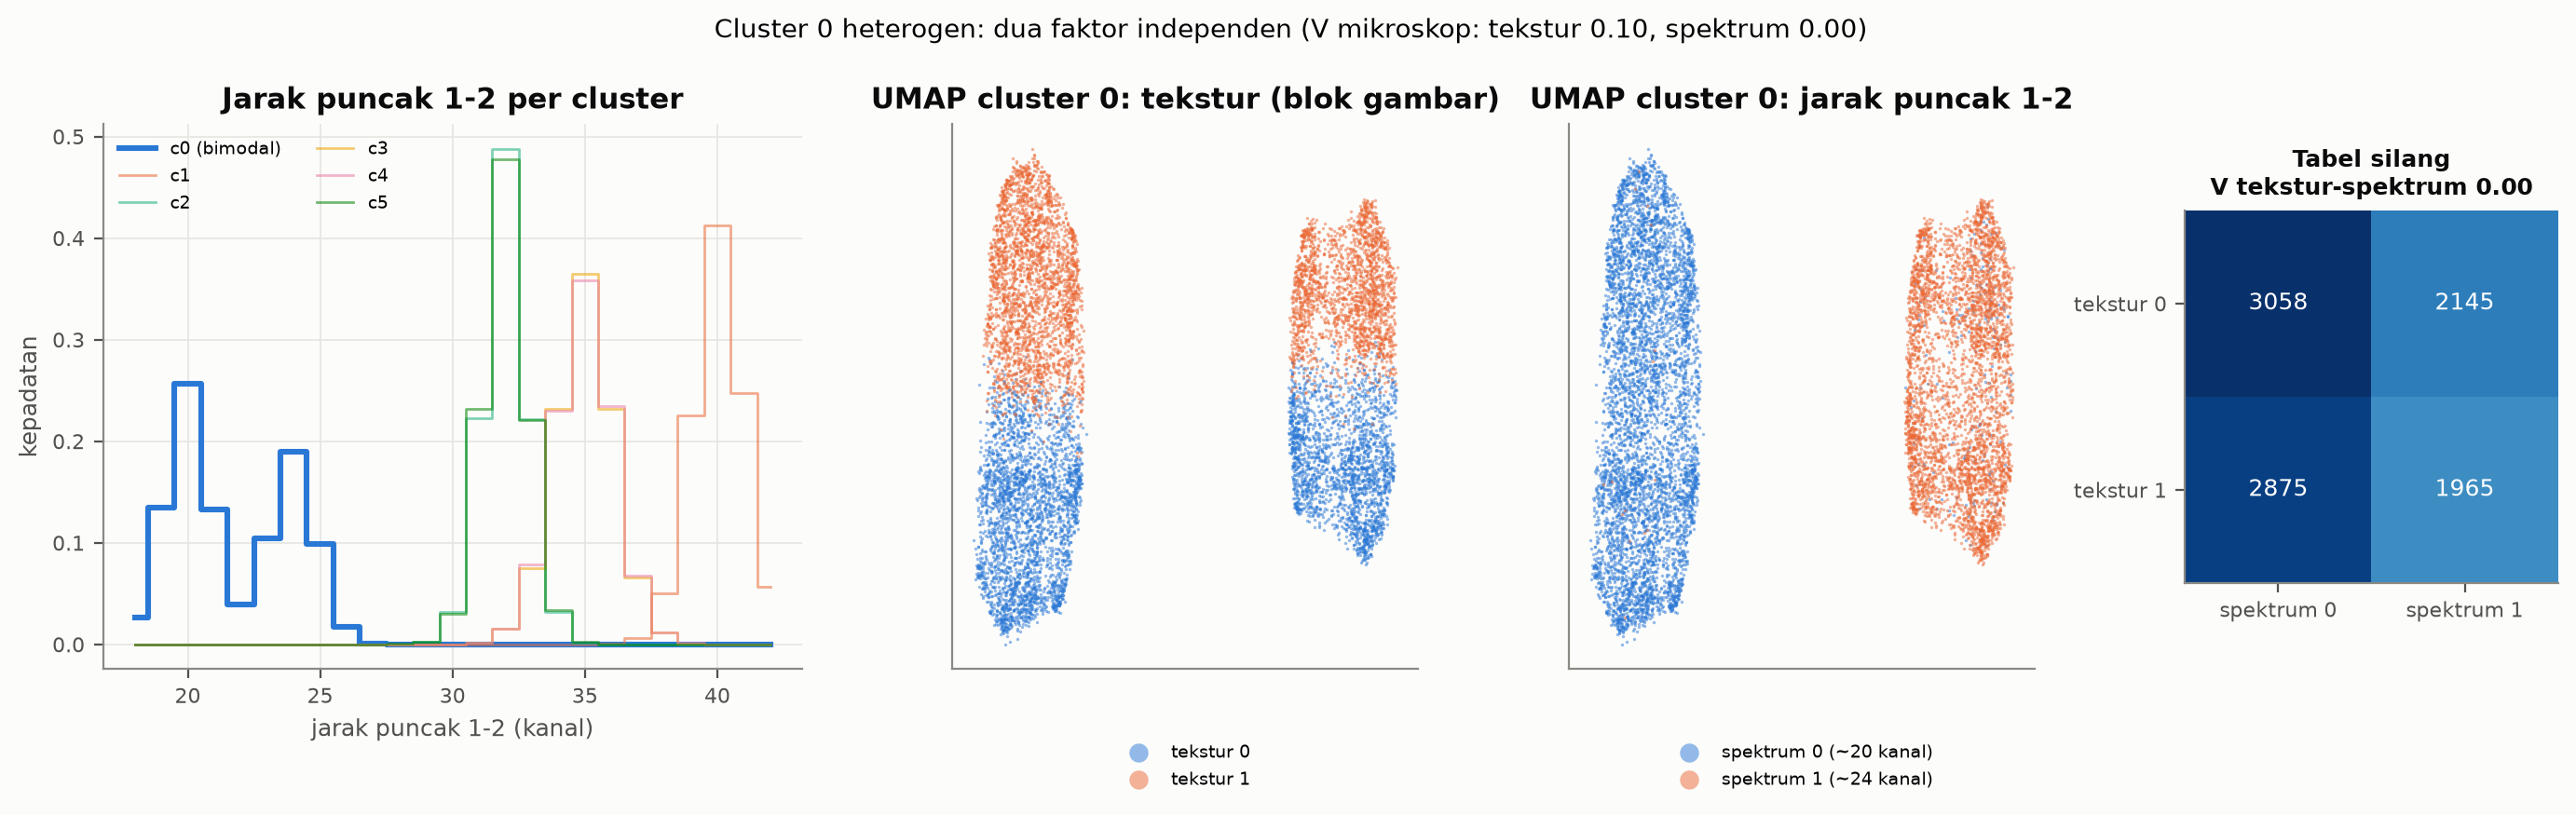 Cluster 0 heterogen: dua faktor independen (V mikroskop: tekstur 0.10, spektrum 0.00)
Jarak puncak 1-2 per cluster
c0 (bimodal)
c1
c2
c3
c4
c5
kepadatan
0.5
0.4
0.3
0.2
0.1
0.0
20 25 30 35 40
jarak puncak 1-2 (kanal)
UMAP cluster 0: tekstur (blok gambar)
tekstur 0
tekstur 1
UMAP cluster 0: jarak puncak 1-2
spektrum 0 (~20 kanal)
spektrum 1 (~24 kanal)
Tabel silang
V tekstur-spektrum 0.00
tekstur 0 3058 2145
tekstur 1 2875 1965
spektrum 0 spektrum 1